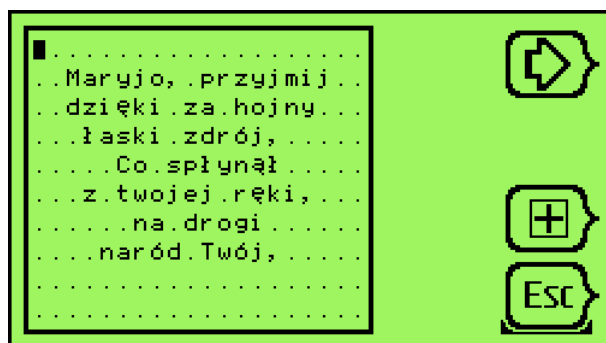 Maryjo, przyjmij
dzięki za hojny
łaski zdrój,
Co spłynął
z twojej ręki,
na drogi
naród Twój,
Esc